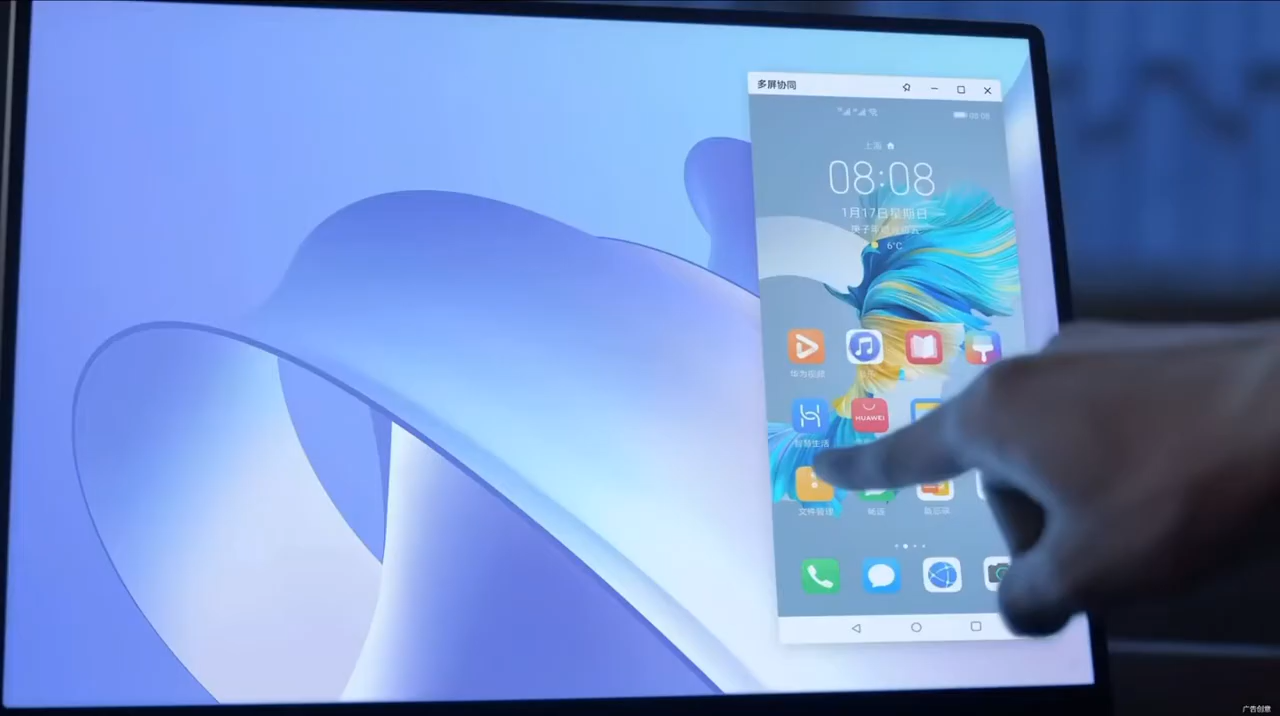 多屏协同
08:08
上海
08:08
1月17日星期日
6°C
华为视频
HUAWEI
智慧生活
文件管理
畅连
备忘录
广告创意